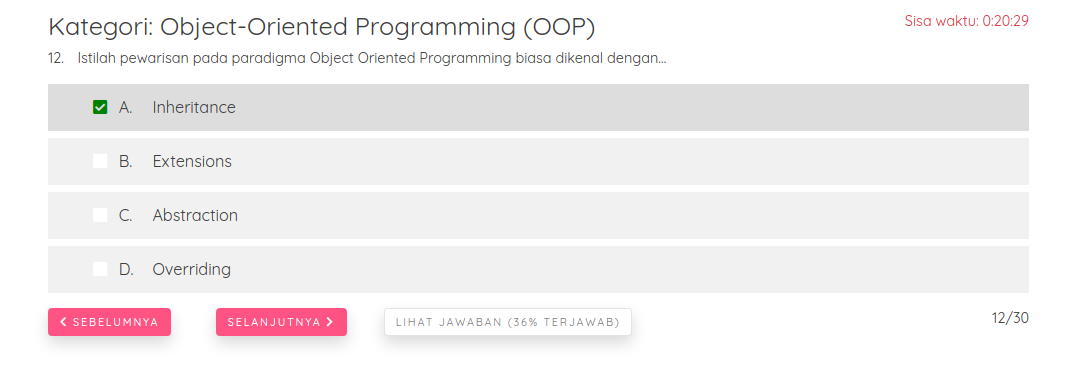 Kategori: Object-Oriented Programming (OOP)
Sisa waktu: 0:20:29
12. Istilah pewarisan pada paradigma Object Oriented Programming biasa dikenal dengan...
A. Inheritance
B. Extensions
C. Abstraction
D. Overriding
SEBELUMNYA
SELANJUTNYA
LIHAT JAWABAN (36% TERJAWAB)
12/30